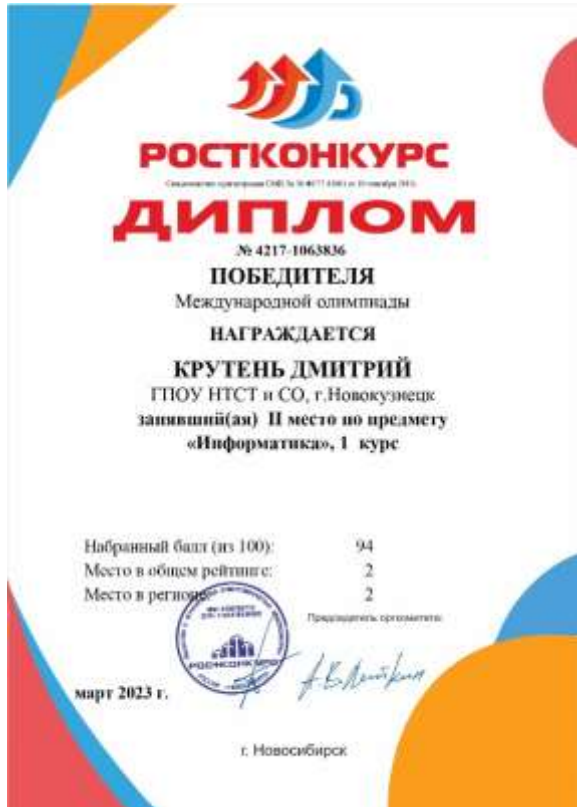 РОСТКОНКУРС
ДИПЛОМ
№ 4217-1063836
ПОБЕДИТЕЛЯ
Международной олимпиады
НАГРАЖДАЕТСЯ
КРУТЕНЬ ДМИТРИЙ
ГПОУ НТСТ и СО, г.Новокузнецк
занявший(ая) II место по предмету
«Информатика», 1 курс
Набранный балл (из 100): 94
Место в общем рейтинге: 2
Место в регионе: 2
Председатель оргкомитета:
РОСТКОНКУРС
март 2023 г.
г. Новосибирск